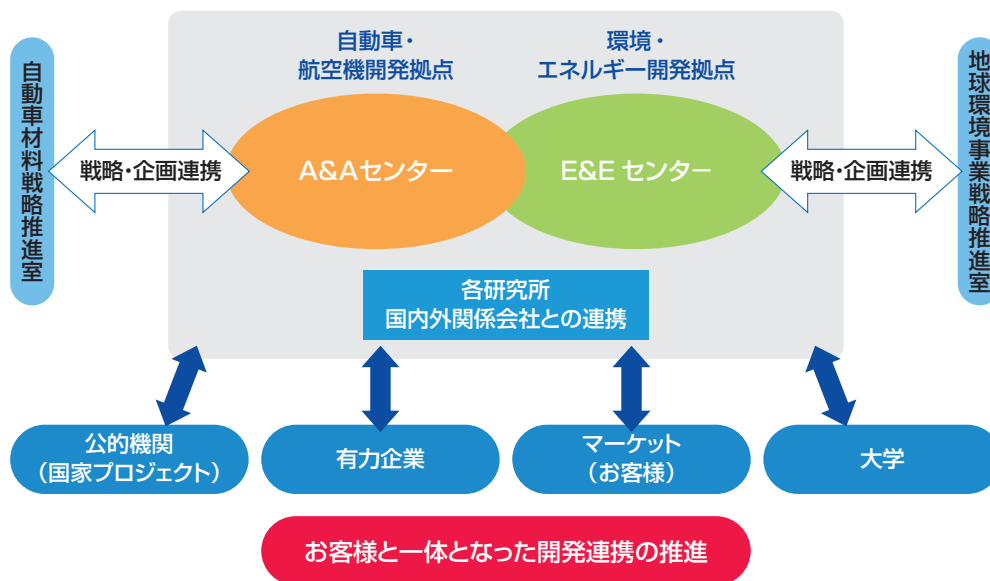 自動車・
航空機開発拠点
環境・
エネルギー開発拠点
自動車材料戦略推進室
戦略・企画連携
A&Aセンター
E&E センター
戦略・企画連携
地球環境事業戦略推進室
各研究所
国内外関係会社との連携
公的機関
（国家プロジェクト）
有力企業
マーケット
（お客様）
大学
お客様と一体となった開発連携の推進